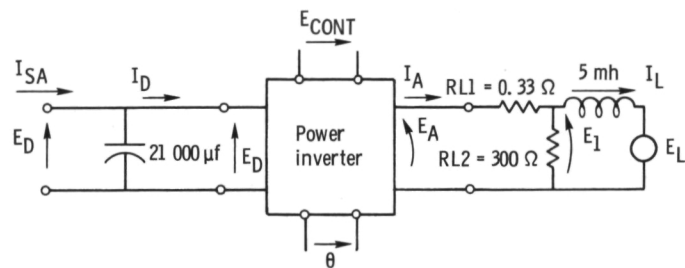 E_CONT
I_SA
I_D
I_A
RL1 = 0.33 Ω
5 mh
I_L
E_D
21 000 μf
E_D
Power
inverter
E_A
RL2 = 300 Ω
E_1
E_L
θ